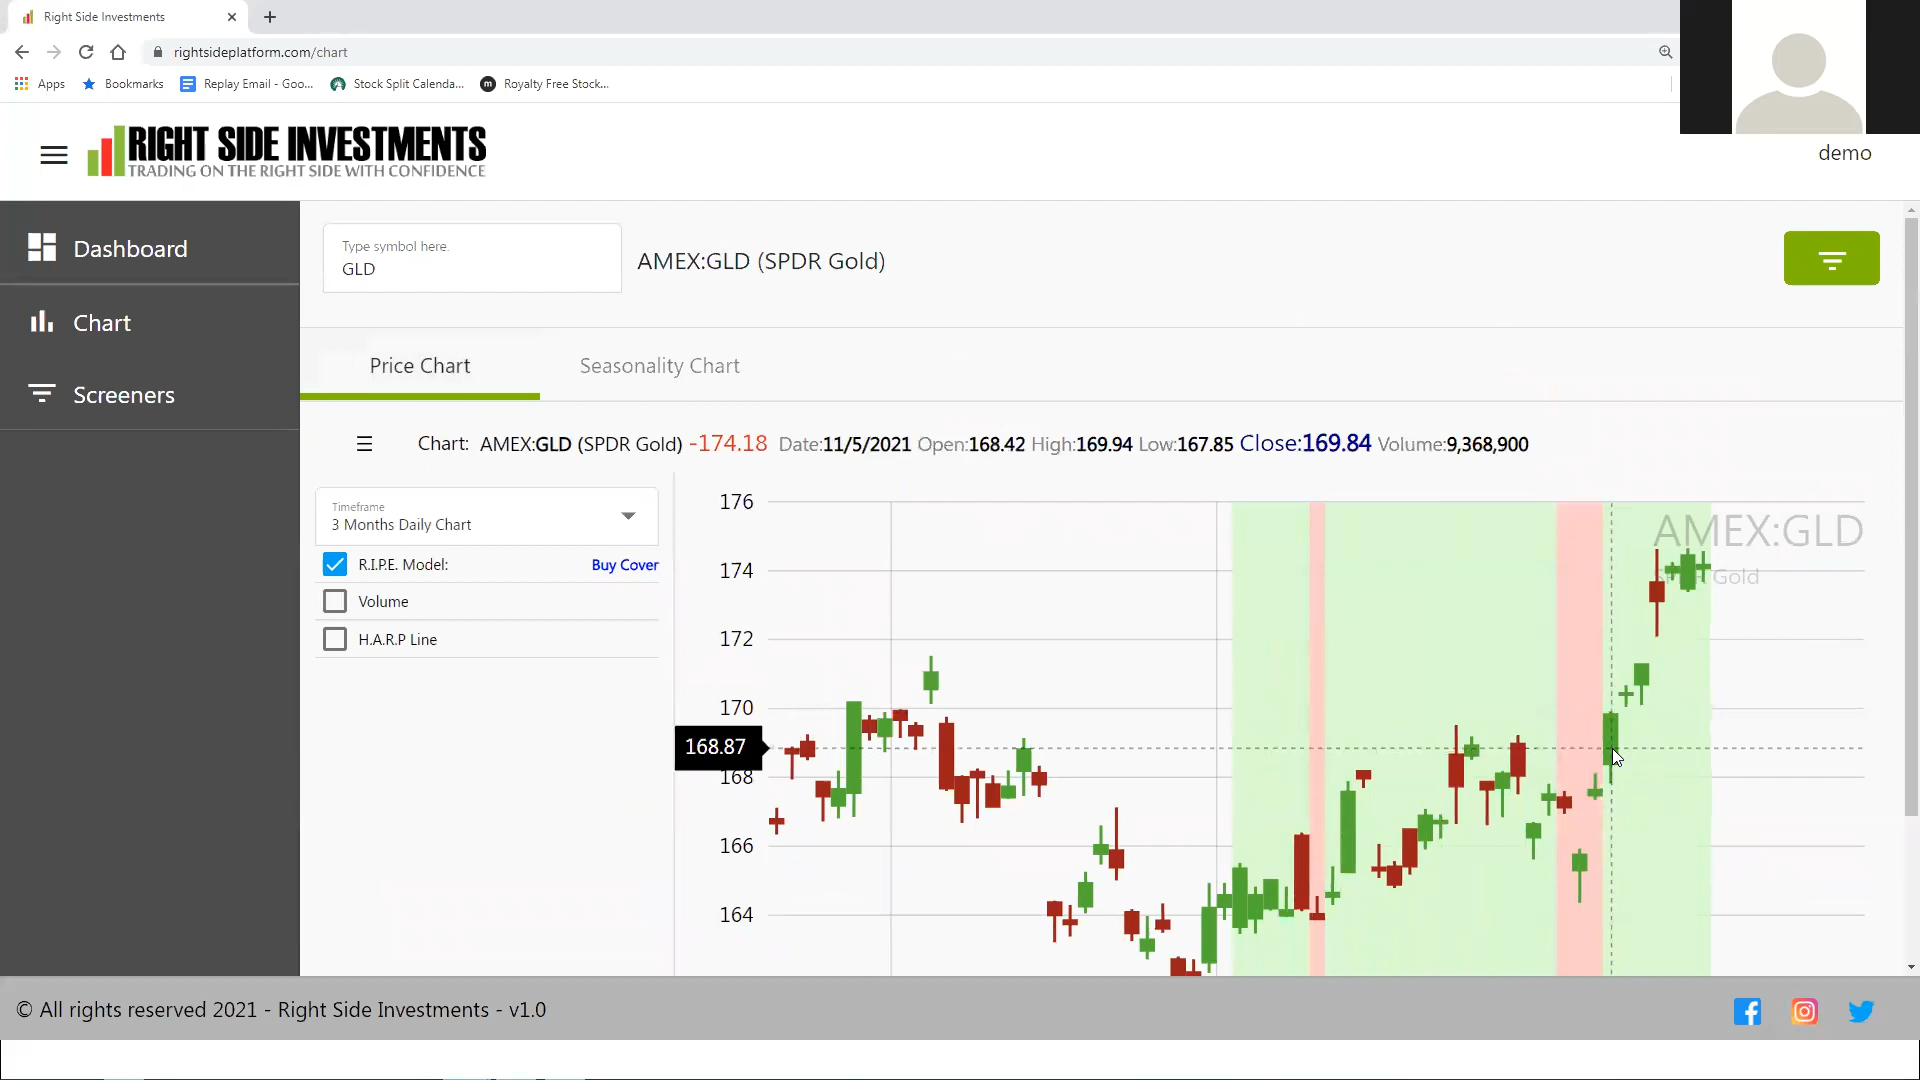 Right Side Investments
rightsideplatform.com/chart
Apps Bookmarks Replay Email - Goo... Stock Split Calenda... Royalty Free Stock...
RIGHT SIDE INVESTMENTS
TRADING ON THE RIGHT SIDE WITH CONFIDENCE
demo
Dashboard
Chart
Screeners
Type symbol here.
GLD
AMEX:GLD (SPDR Gold)
Price Chart Seasonality Chart
Chart: AMEX:GLD (SPDR Gold) -174.18 Date:11/5/2021 Open:168.42 High:169.94 Low:167.85 Close:169.84 Volume:9,368,900
Timeframe
3 Months Daily Chart
R.I.P.E. Model: Buy Cover
Volume
H.A.R.P Line
176
174
172
170
168.87
168
166
164
AMEX:GLD
Gold
© All rights reserved 2021 - Right Side Investments - v1.0